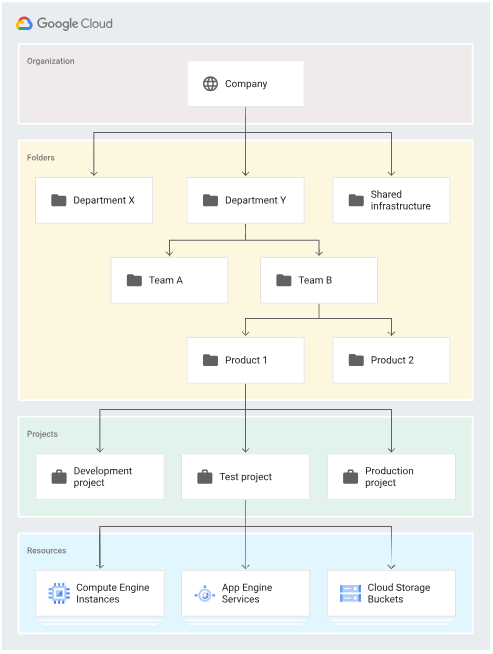 Google Cloud
Organization
Company
Folders
Department X
Department Y
Shared
infrastructure
Team A
Team B
Product 1
Product 2
Projects
Development
project
Test project
Production
project
Resources
Compute Engine
Instances
App Engine
Services
Cloud Storage
Buckets